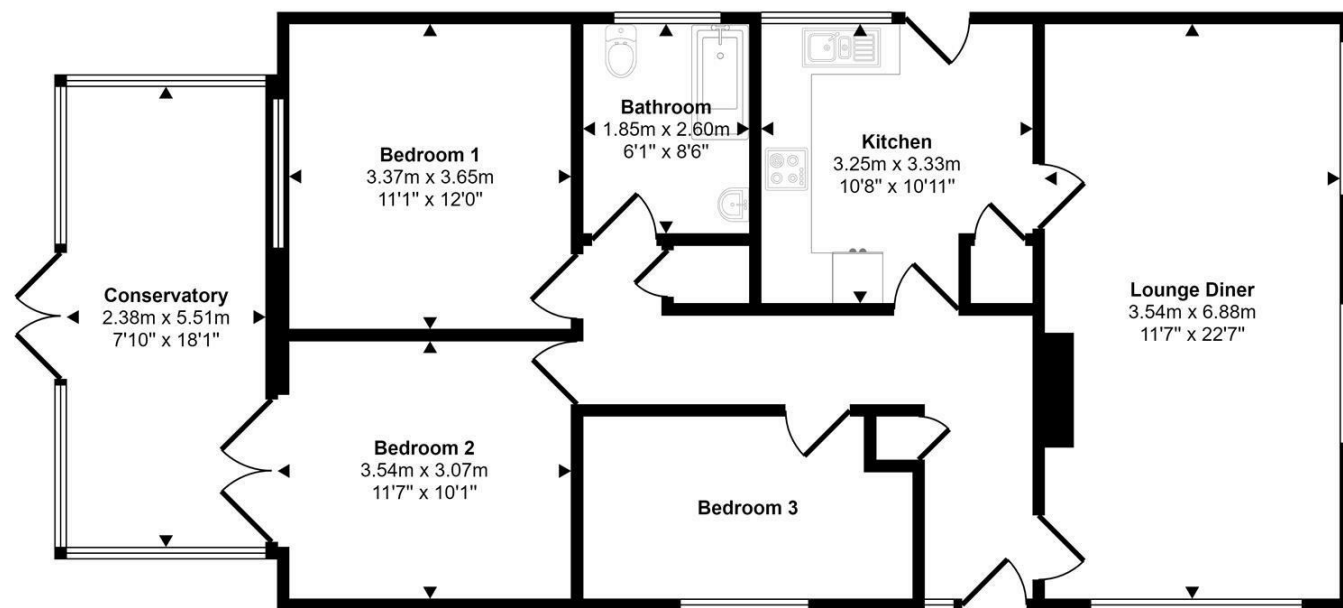 Bedroom 1
3.37m x 3.65m
11'1" x 12'0"
Bathroom
1.85m x 2.60m
6'1" x 8'6"
Kitchen
3.25m x 3.33m
10'8" x 10'11"
Conservatory
2.38m x 5.51m
7'10" x 18'1"
Lounge Diner
3.54m x 6.88m
11'7" x 22'7"
Bedroom 2
3.54m x 3.07m
11'7" x 10'1"
Bedroom 3